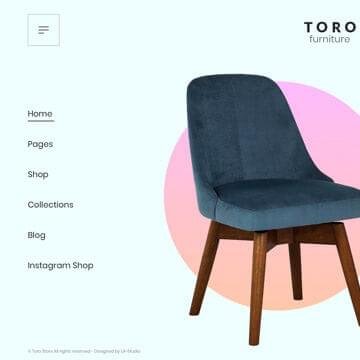 TORO
furniture
Home
Pages
Shop
Collections
Blog
Instagram Shop
© Toro Store All rights reserved - Designed by UI-Studio